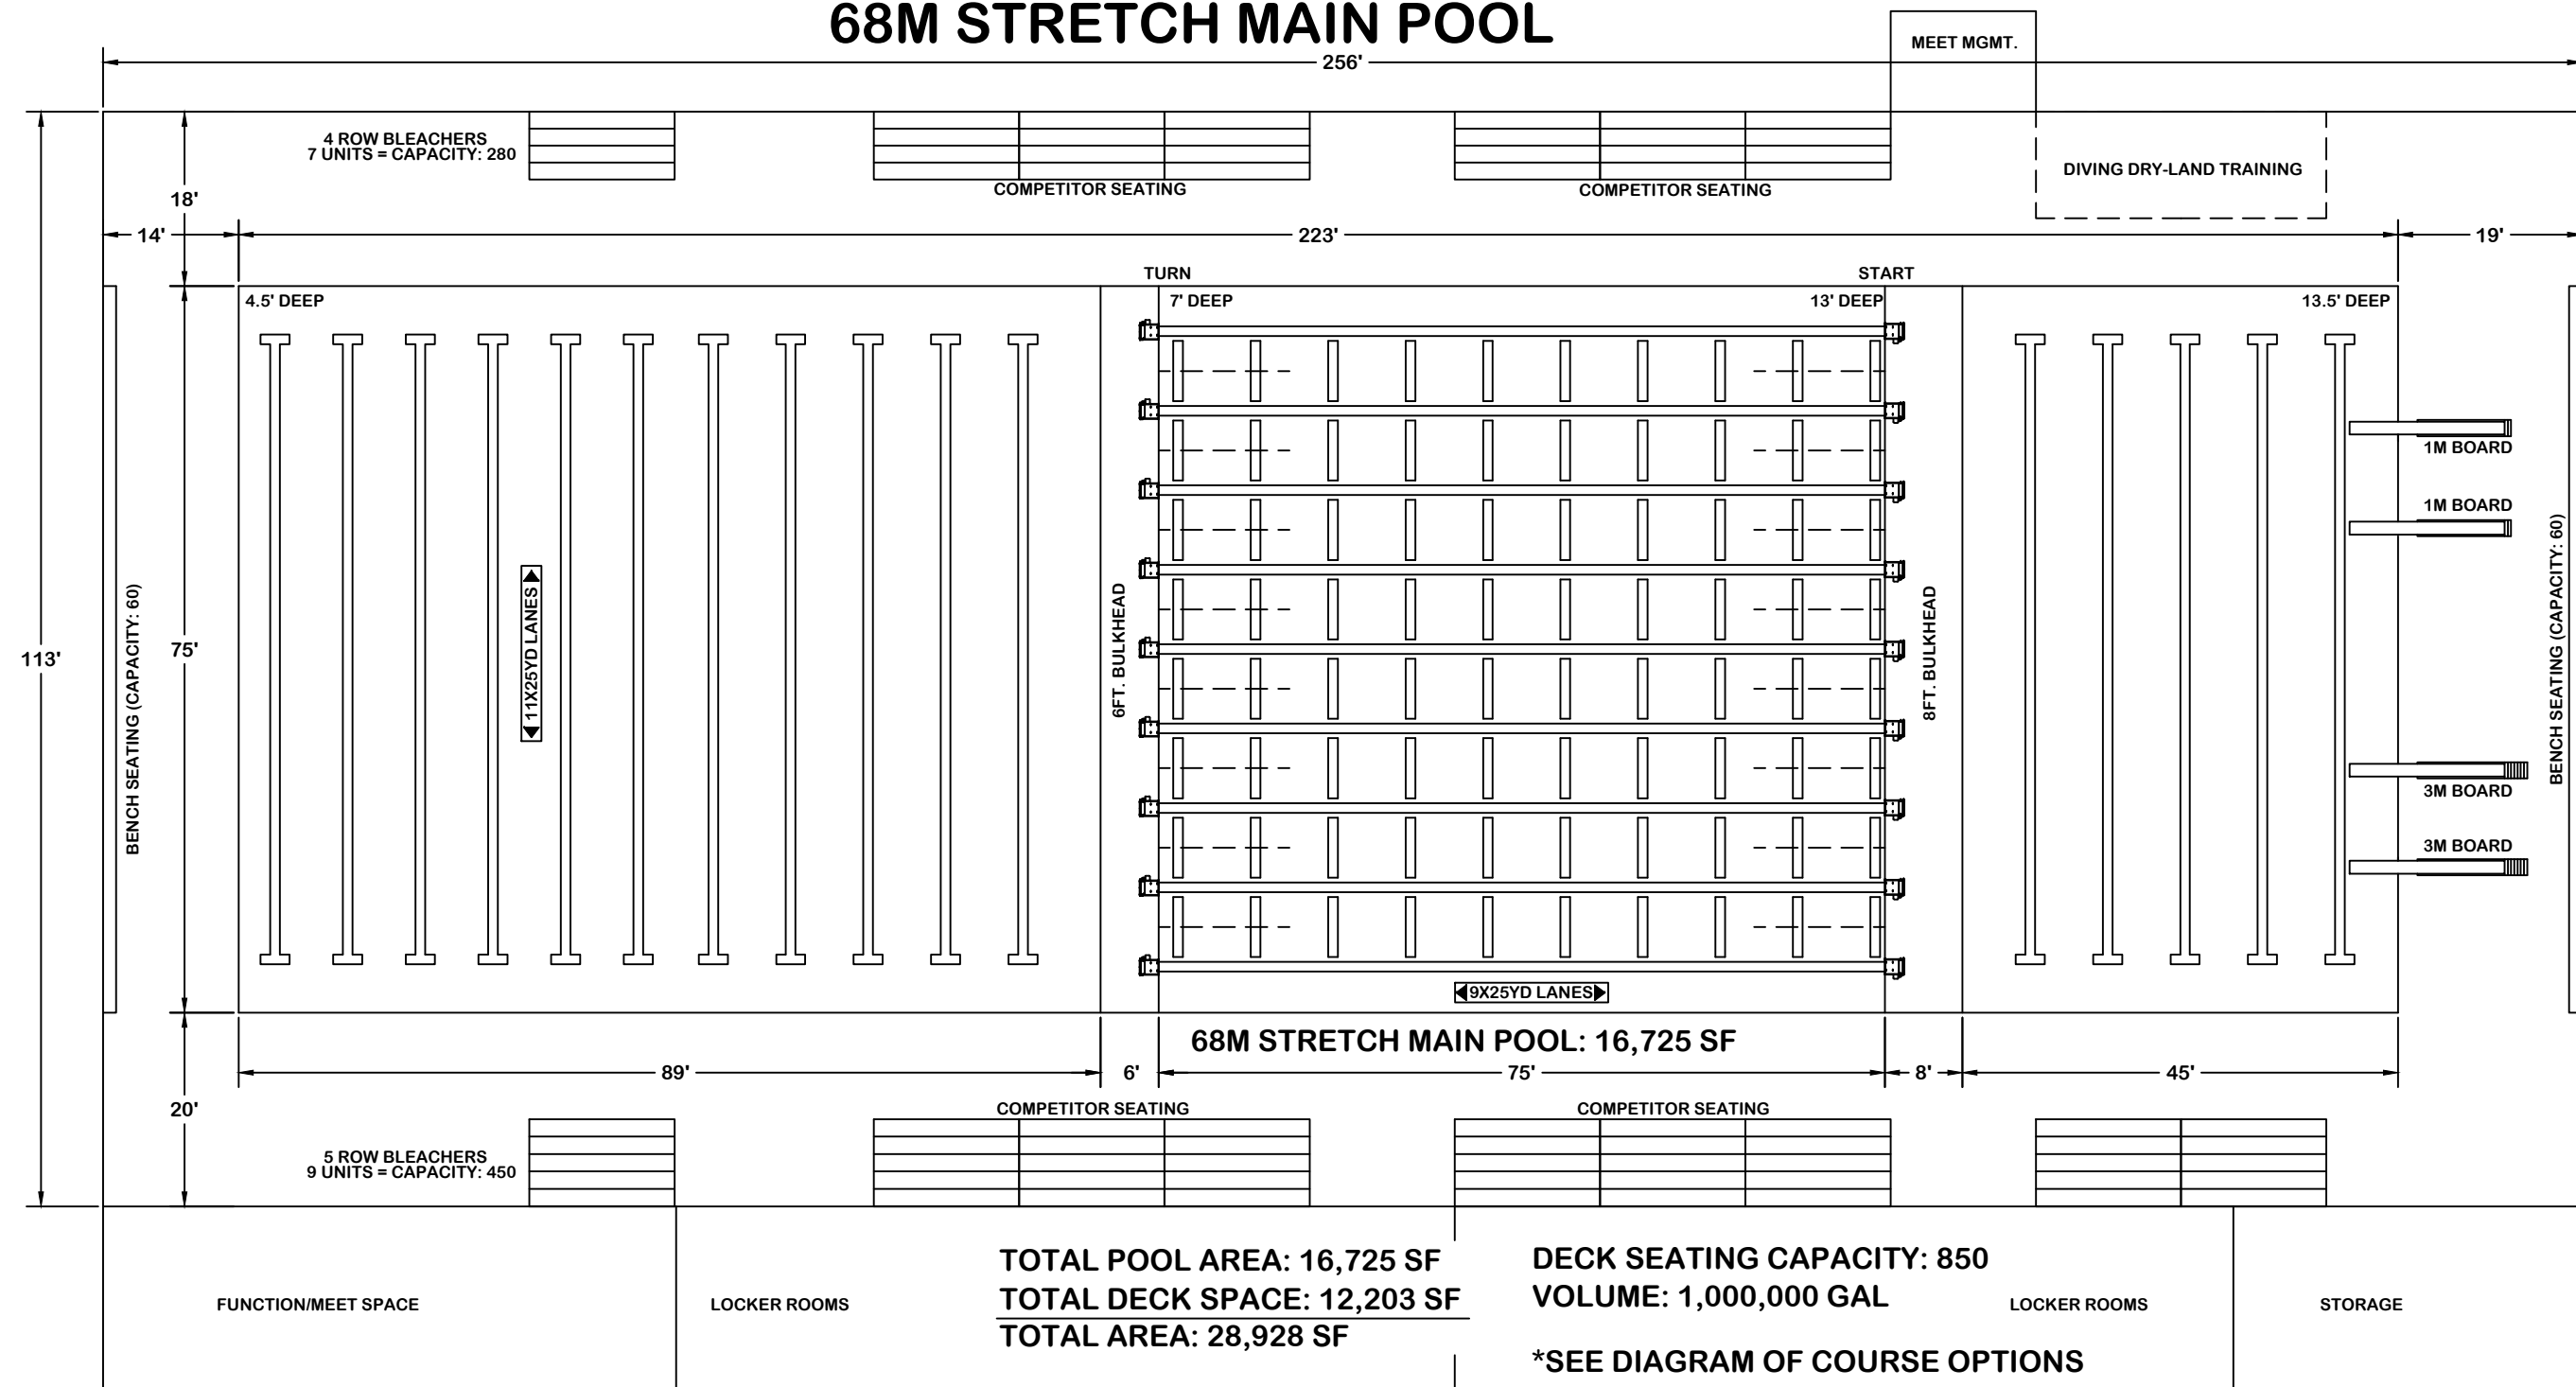 68M STRETCH MAIN POOL
MEET MGMT.
256'
4 ROW BLEACHERS
7 UNITS = CAPACITY: 280
COMPETITOR SEATING
COMPETITOR SEATING
DIVING DRY-LAND TRAINING
18'
14'
223'
19'
TURN
START
4.5' DEEP
7' DEEP
13' DEEP
13.5' DEEP
1M BOARD
1M BOARD
3M BOARD
3M BOARD
113'
75'
BENCH SEATING (CAPACITY: 60)
11X25YD LANES
6FT. BULKHEAD
8FT. BULKHEAD
BENCH SEATING (CAPACITY: 60)
9X25YD LANES
68M STRETCH MAIN POOL: 16,725 SF
89'
6'
75'
8'
45'
20'
COMPETITOR SEATING
COMPETITOR SEATING
5 ROW BLEACHERS
9 UNITS = CAPACITY: 450
FUNCTION/MEET SPACE
LOCKER ROOMS
TOTAL POOL AREA: 16,725 SF
TOTAL DECK SPACE: 12,203 SF
TOTAL AREA: 28,928 SF
DECK SEATING CAPACITY: 850
VOLUME: 1,000,000 GAL
*SEE DIAGRAM OF COURSE OPTIONS
LOCKER ROOMS
STORAGE